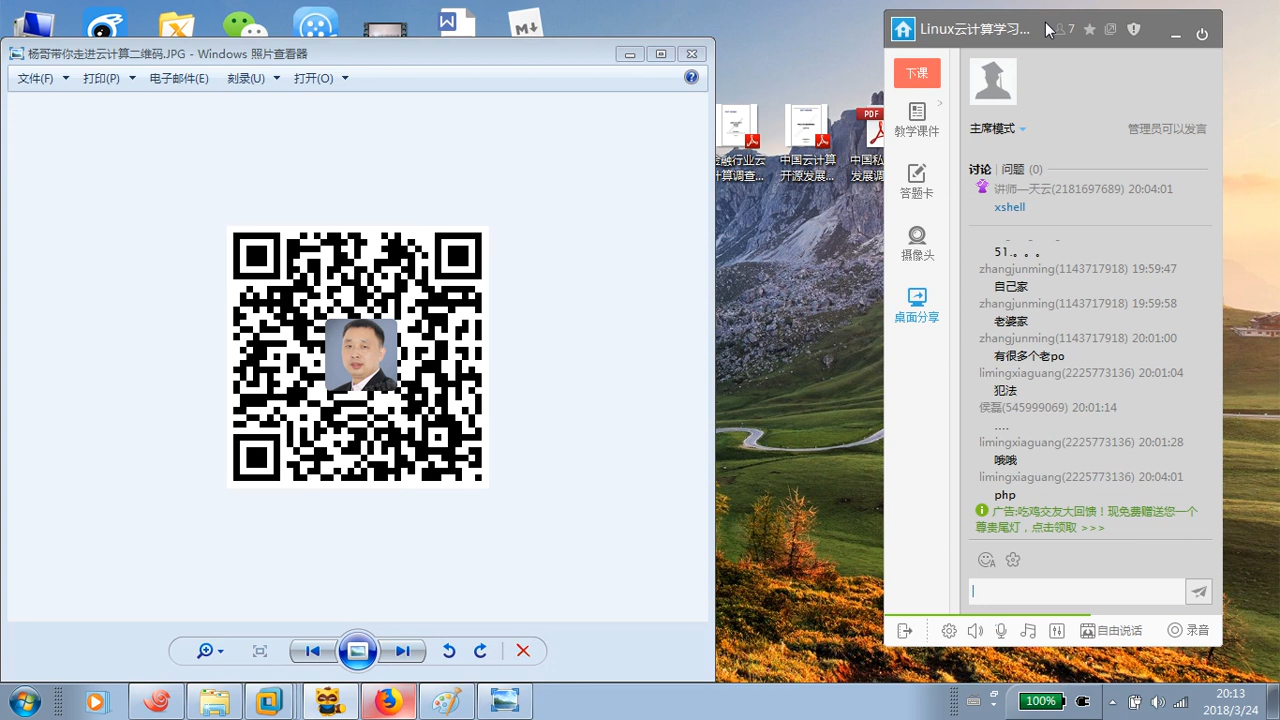 杨哥带你走进云计算二维码.JPG - Windows 照片查看器
文件(F) 打印(P) 电子邮件(E) 刻录(U) 打开(O)
W
M
PDF
金融行业云计算调查...
中国云计算开源发展...
中国私
发展调
Linux云计算学习...
7
下课
教学课件
答题卡
摄像头
桌面分享
主席模式
管理员可以发言
讨论 | 问题 (0)
讲师—天云(2181697689) 20:04:01
xshell
51.。。。
zhangjunming(1143717918) 19:59:47
自己家
zhangjunming(1143717918) 19:59:58
老婆家
zhangjunming(1143717918) 20:01:00
有很多个老po
limingxiaguang(2225773136) 20:01:04
犯法
侯磊(545999069) 20:01:14
....
limingxiaguang(2225773136) 20:01:28
哦哦
limingxiaguang(2225773136) 20:04:01
php
广告:吃鸡交友大回馈！现免费赠送您一个
尊贵尾灯，点击领取 >>>
自由说话
录音
100%
20:13
2018/3/24